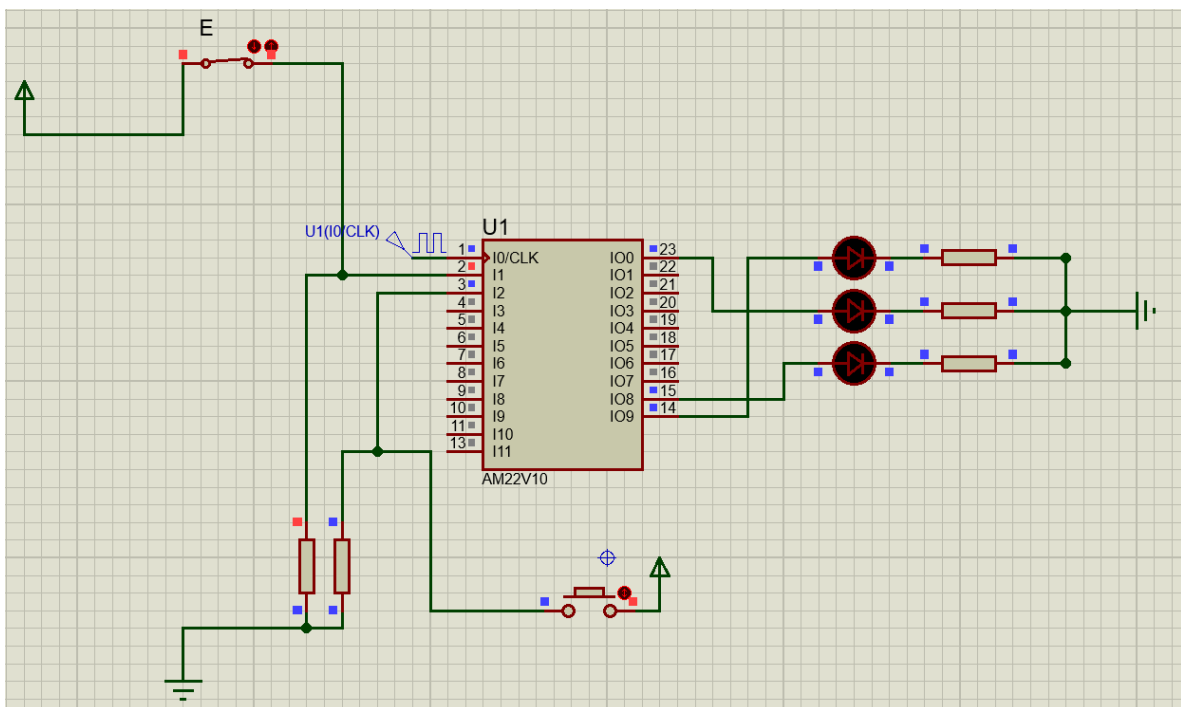 E
U1(I0/CLK)
U1
1 I0/CLK IO0 23
2 I1 IO1 22
3 I2 IO2 21
4 I3 IO3 20
5 I4 IO4 19
6 I5 IO5 18
7 I6 IO6 17
8 I7 IO7 16
9 I8 IO8 15
10 I9 IO9 14
11 I10
13 I11
AM22V10